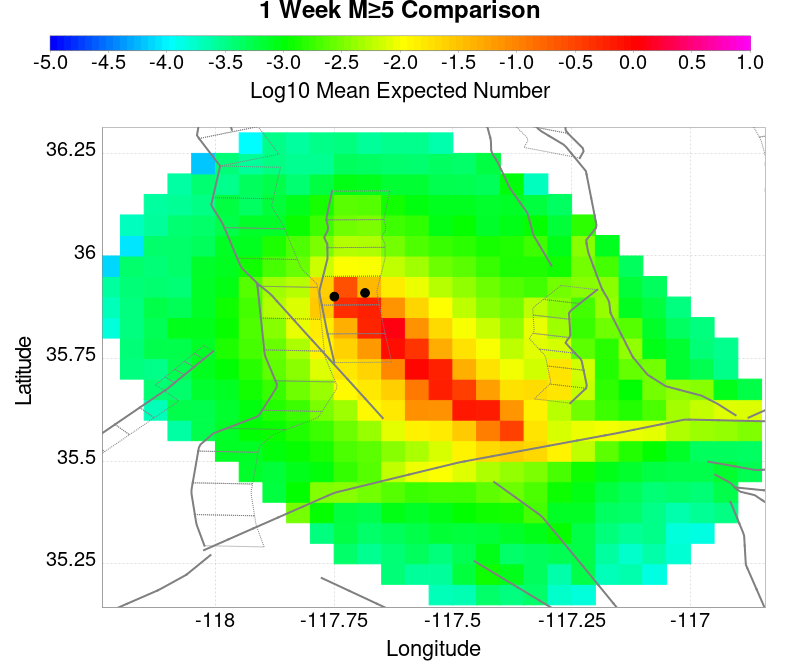 1 Week M≥5 Comparison
-5.0 -4.5 -4.0 -3.5 -3.0 -2.5 -2.0 -1.5 -1.0 -0.5 0.0 0.5 1.0
Log10 Mean Expected Number
36.25
36
35.75
35.5
35.25
Latitude
-118 -117.75 -117.5 -117.25 -117
Longitude